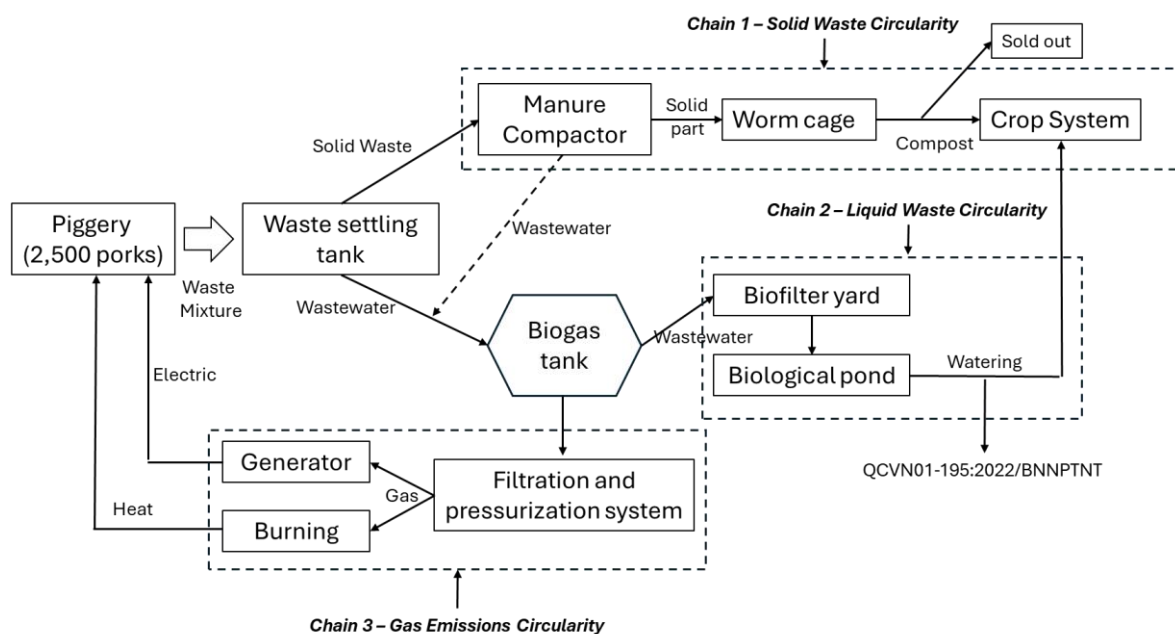 Chain 1 – Solid Waste Circularity
Sold out
Manure
Compactor
Solid
part
Worm cage
Compost
Crop System
Solid Waste
Piggery
(2,500 porks)
Waste
Mixture
Waste settling
tank
Wastewater
Wastewater
Chain 2 – Liquid Waste Circularity
Biogas
tank
Wastewater
Biofilter yard
Biological pond
Watering
QCVN01-195:2022/BNNPTNT
Electric
Heat
Generator
Burning
Gas
Filtration and
pressurization system
Chain 3 – Gas Emissions Circularity